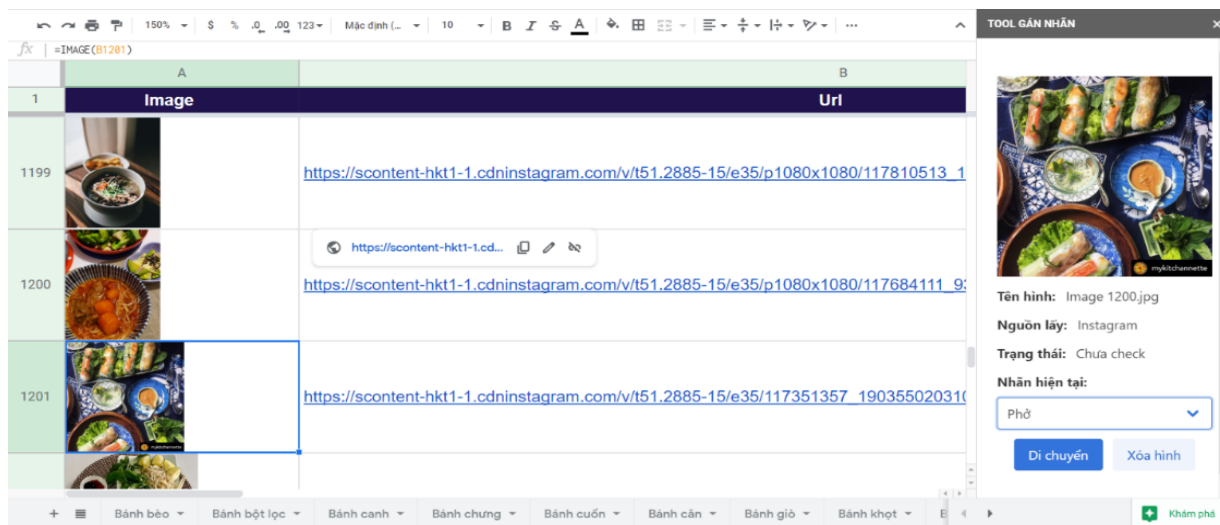 150% $ % .0 .00 123 Mặc định (... 10 B I S A ...
TOOL GÁN NHÃN
fx =IMAGE(B1201)
A B
1 Image Url
1199 https://scontent-hkt1-1.cdninstagram.com/v/t51.2885-15/e35/p1080x1080/117810513_1
https://scontent-hkt1-1.cd...
1200 https://scontent-hkt1-1.cdninstagram.com/v/t51.2885-15/e35/p1080x1080/117684111_93
1201 https://scontent-hkt1-1.cdninstagram.com/v/t51.2885-15/e35/117351357_190355020310
mykitchannette
mykitchannette
Tên hình: Image 1200.jpg
Nguồn lấy: Instagram
Trạng thái: Chưa check
Nhãn hiện tại:
Phở
Di chuyển Xóa hình
Bánh bèo Bánh bột lọc Bánh canh Bánh chưng Bánh cuốn Bánh căn Bánh giò Bánh khọt Khám phá